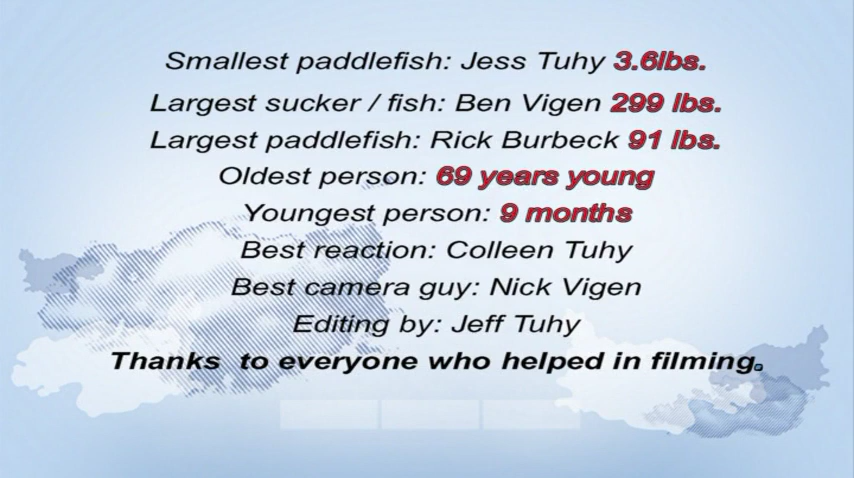 Smallest paddlefish: Jess Tuhy 3.6lbs.
Largest sucker / fish: Ben Vigen 299 lbs.
Largest paddlefish: Rick Burbeck 91 lbs.
Oldest person: 69 years young
Youngest person: 9 months
Best reaction: Colleen Tuhy
Best camera guy: Nick Vigen
Editing by: Jeff Tuhy
Thanks  to everyone who helped in filming.